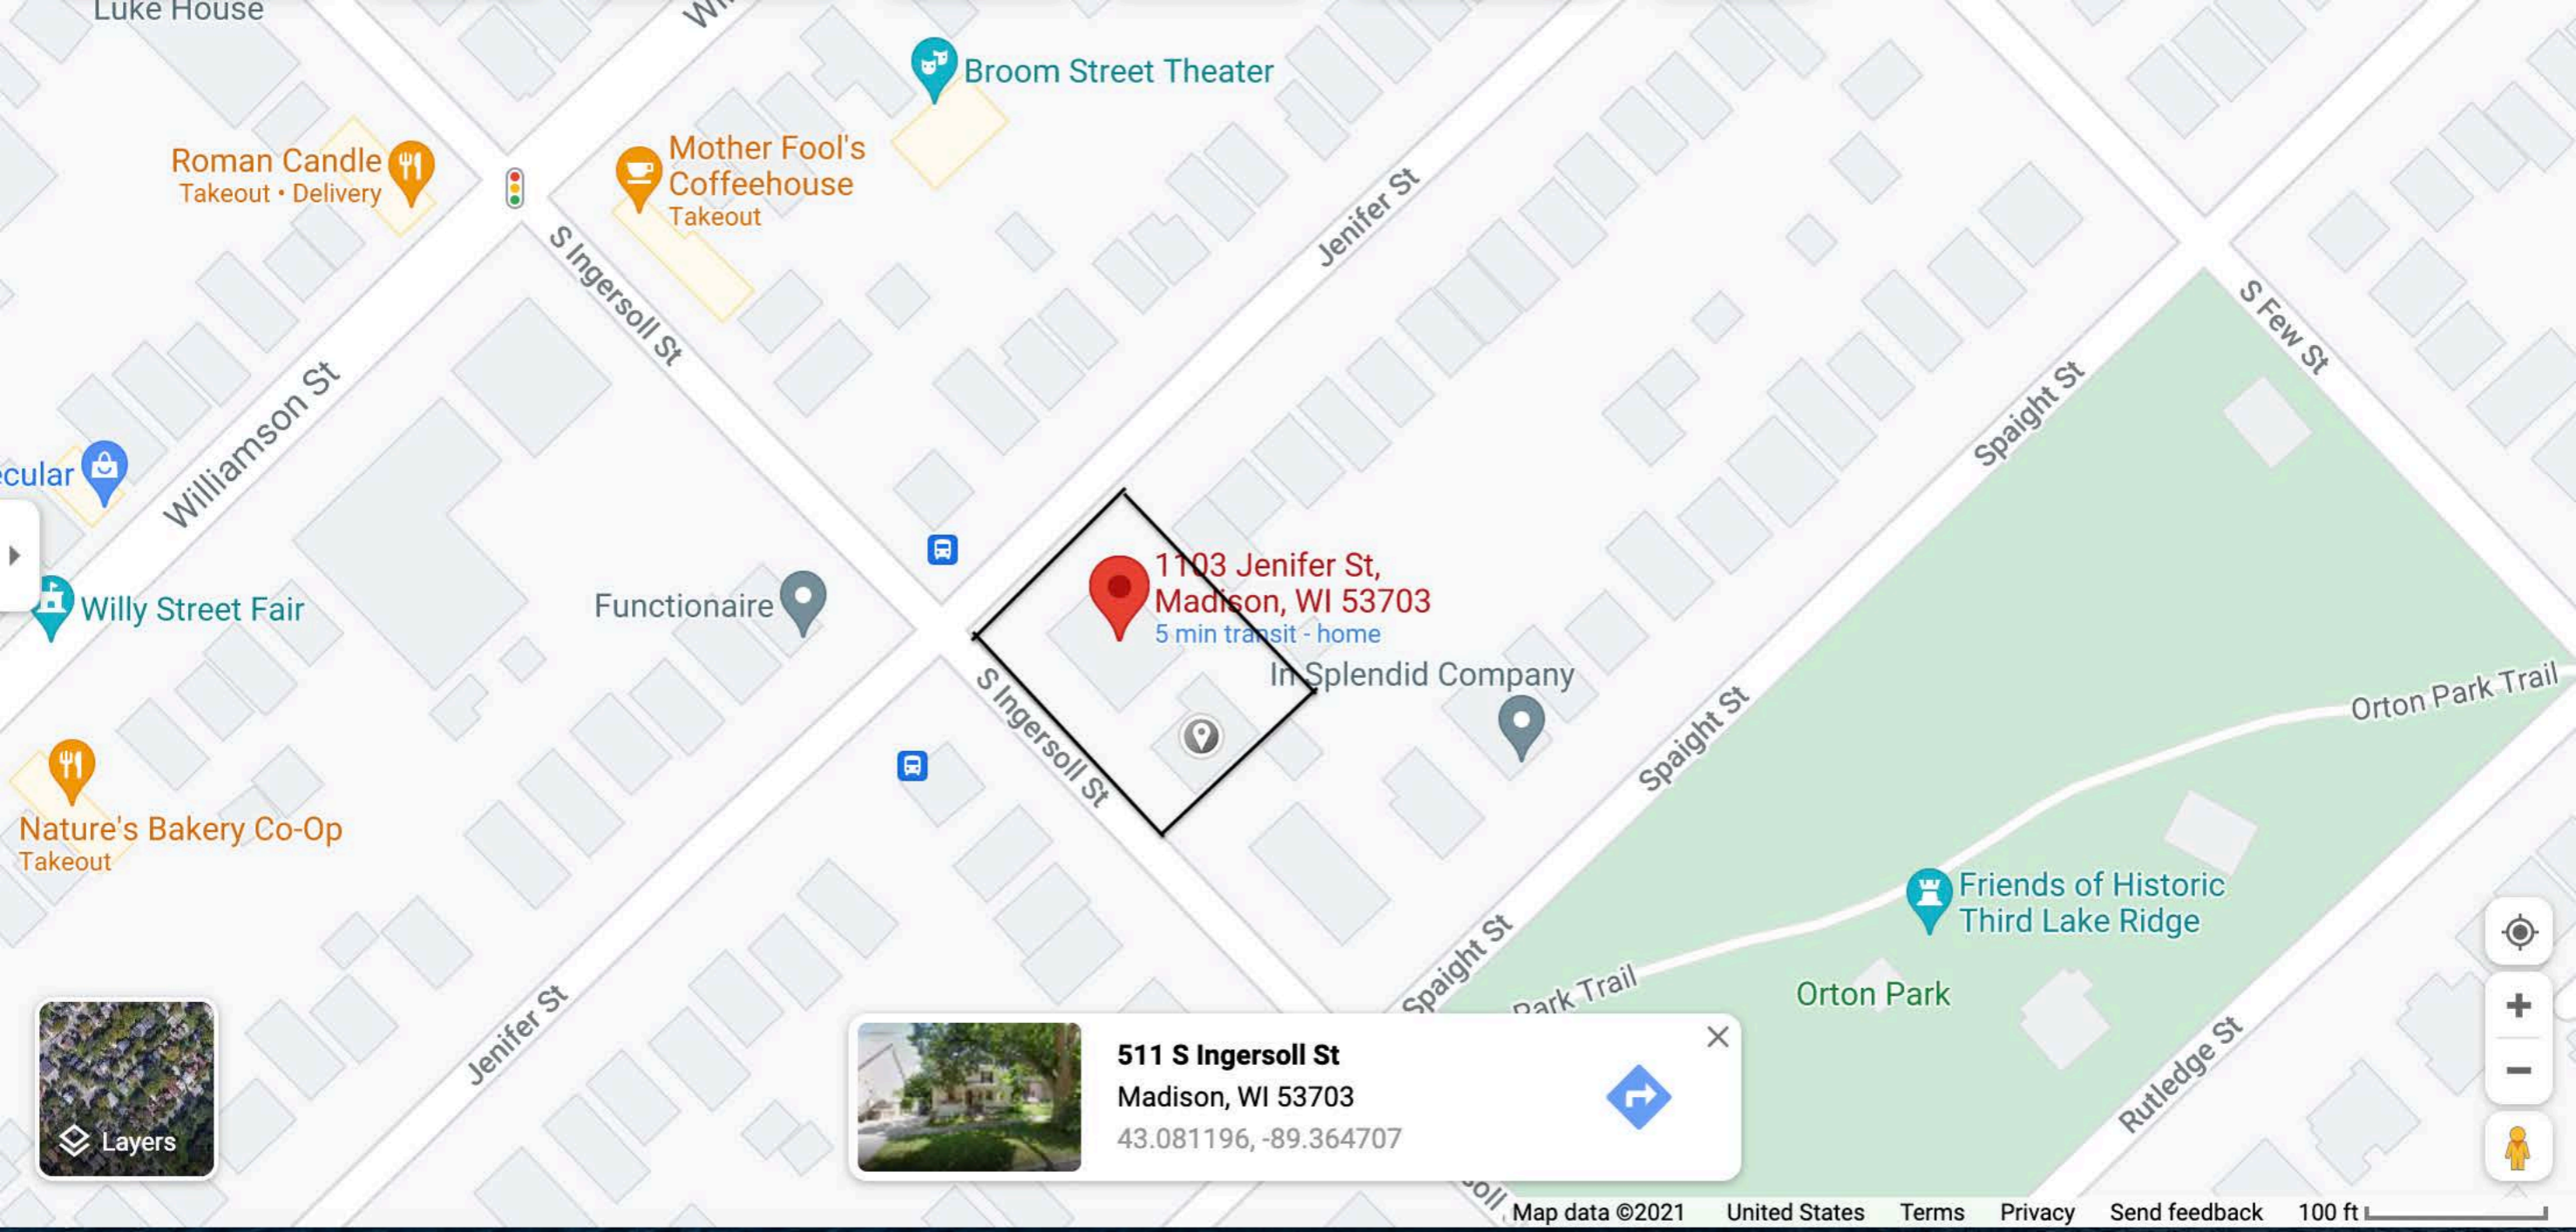 Luke House
Broom Street Theater
Roman Candle
Takeout • Delivery
Mother Fool's
Coffeehouse
Takeout
S Ingersoll St
Jenifer St
S Few St
Williamson St
Spaight St
Willy Street Fair
Functionaire
1103 Jenifer St,
Madison, WI 53703
5 min transit - home
In Splendid Company
S Ingersoll St
Spaight St
Orton Park Trail
Nature's Bakery Co-Op
Takeout
Friends of Historic
Third Lake Ridge
Spaight St
Park Trail
Orton Park
Jenifer St
Rutledge St
511 S Ingersoll St
Madison, WI 53703
43.081196, -89.364707
Layers
Map data ©2021 United States Terms Privacy Send feedback 100 ft